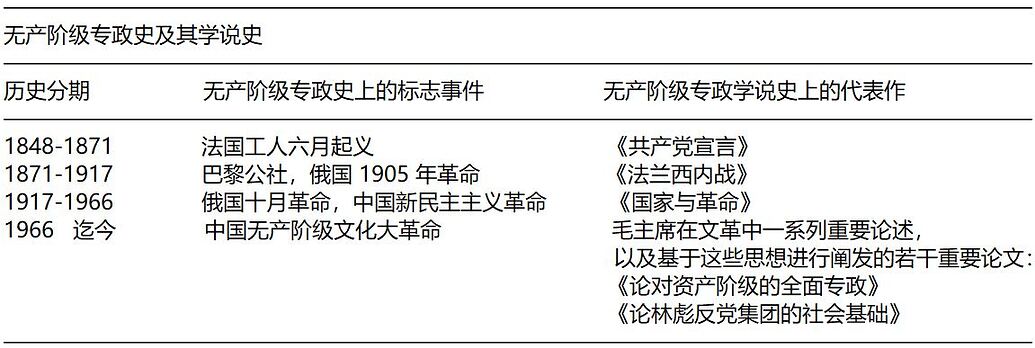 无产阶级专政史及其学说史
历史分期 无产阶级专政史上的标志事件 无产阶级专政学说史上的代表作
1848-1871 法国工人六月起义 《共产党宣言》
1871-1917 巴黎公社，俄国 1905 年革命 《法兰西内战》
1917-1966 俄国十月革命，中国新民主主义革命 《国家与革命》
1966 迄今 中国无产阶级文化大革命 毛主席在文革中一系列重要论述，
以及基于这些思想进行阐发的若干重要论文：
《论对资产阶级的全面专政》
《论林彪反党集团的社会基础》